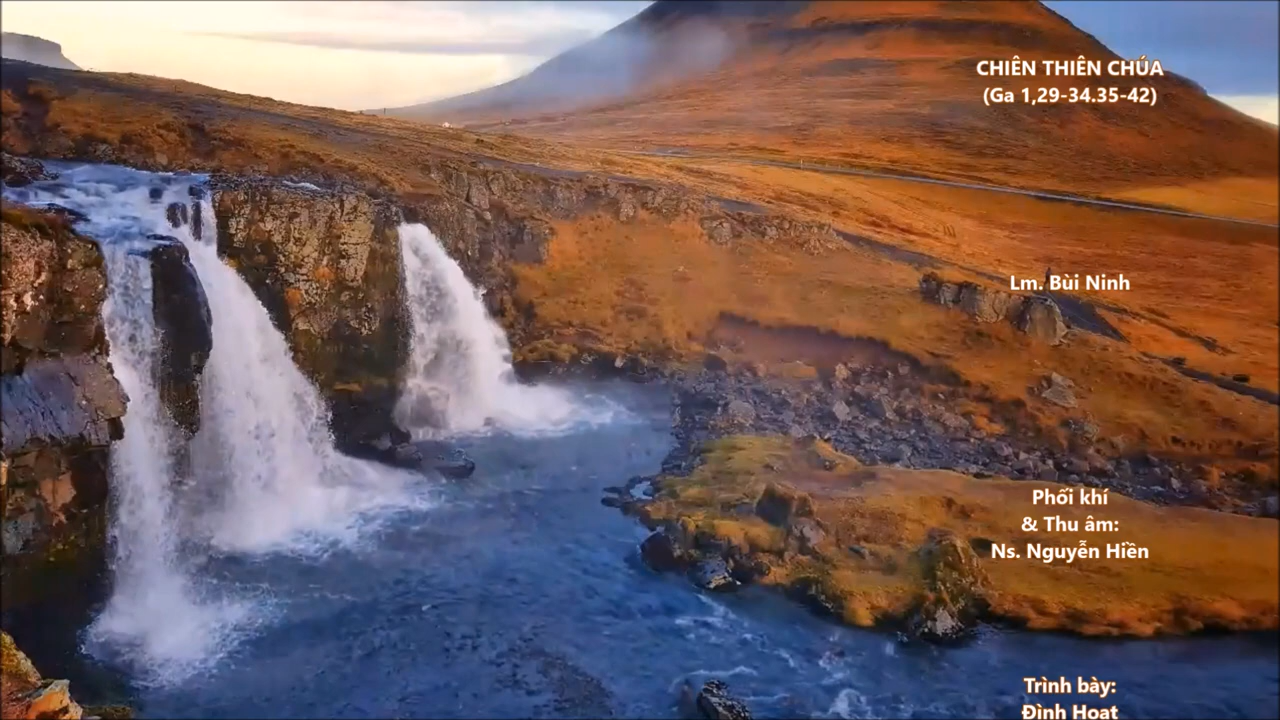 CHIÊN THIÊN CHÚA
(Ga 1,29-34.35-42)
Lm. Bùi Ninh
Phối khí
& Thu âm:
Ns. Nguyễn Hiền
Trình bày:
Đình Hoạt